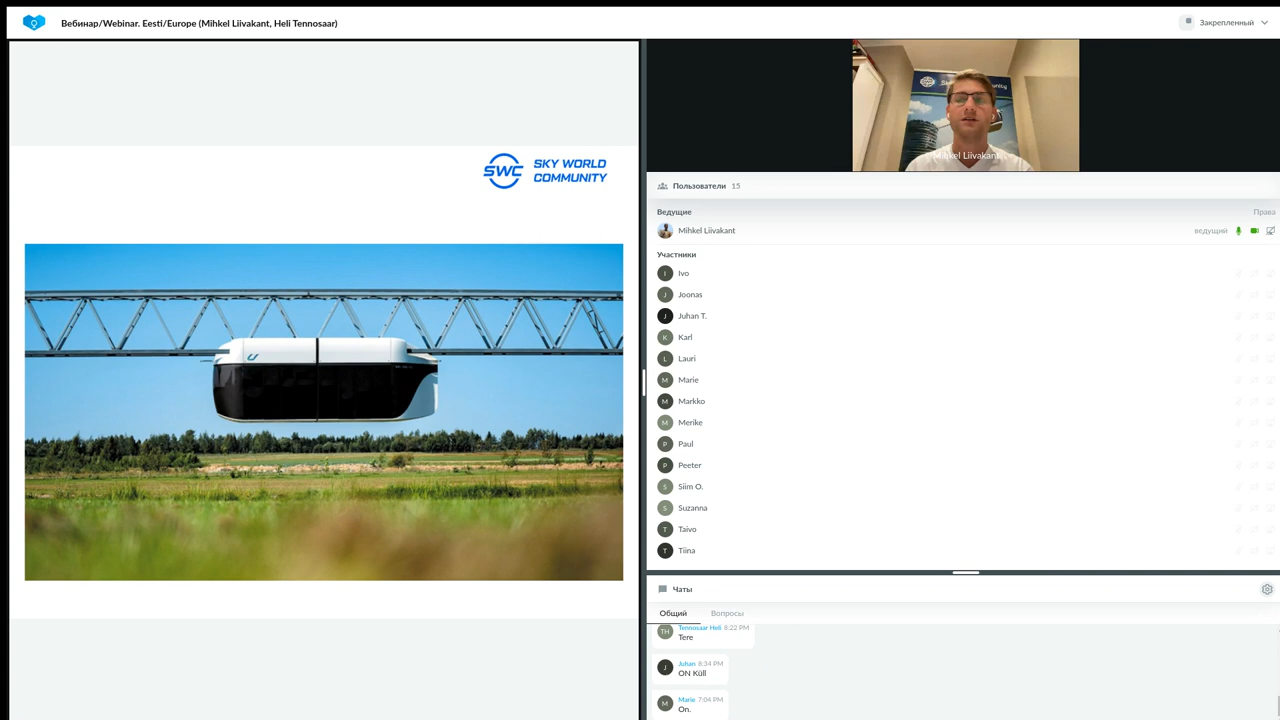 Вебинар/Webinar. Eesti/Europe (Mihkel Liivakant, Heli Tennosaar)
Закрепленный
SWC SKY WORLD
COMMUNITY
Mihkel Liivakant
Пользователи 15
Ведущие Права
Mihkel Liivakant ведущий
Участники
I Ivo
J Joonas
J Juhan T.
K Karl
L Lauri
M Marie
M Markko
M Merike
P Paul
P Peeter
S Siim O.
S Suzanna
T Taivo
T Tiina
Чаты
Общий Вопросы
TH Tennosaar Heli 8:22 PM
Tere
J Juhan 8:34 PM
ON Küll
M Marie 7:04 PM
On.